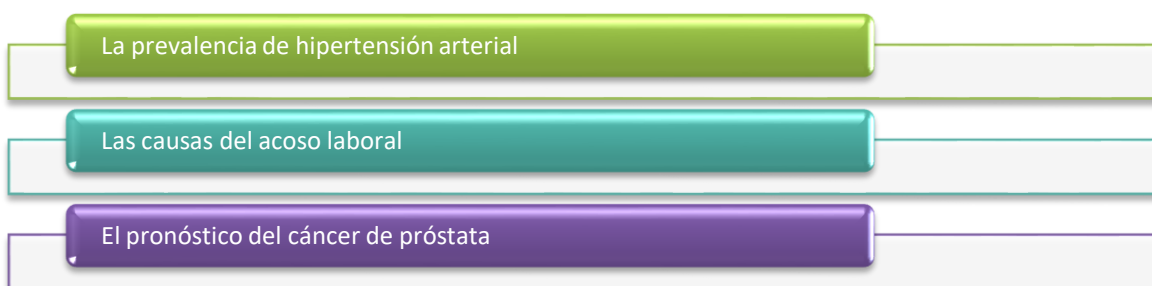 La prevalencia de hipertensión arterial
Las causas del acoso laboral
El pronóstico del cáncer de próstata